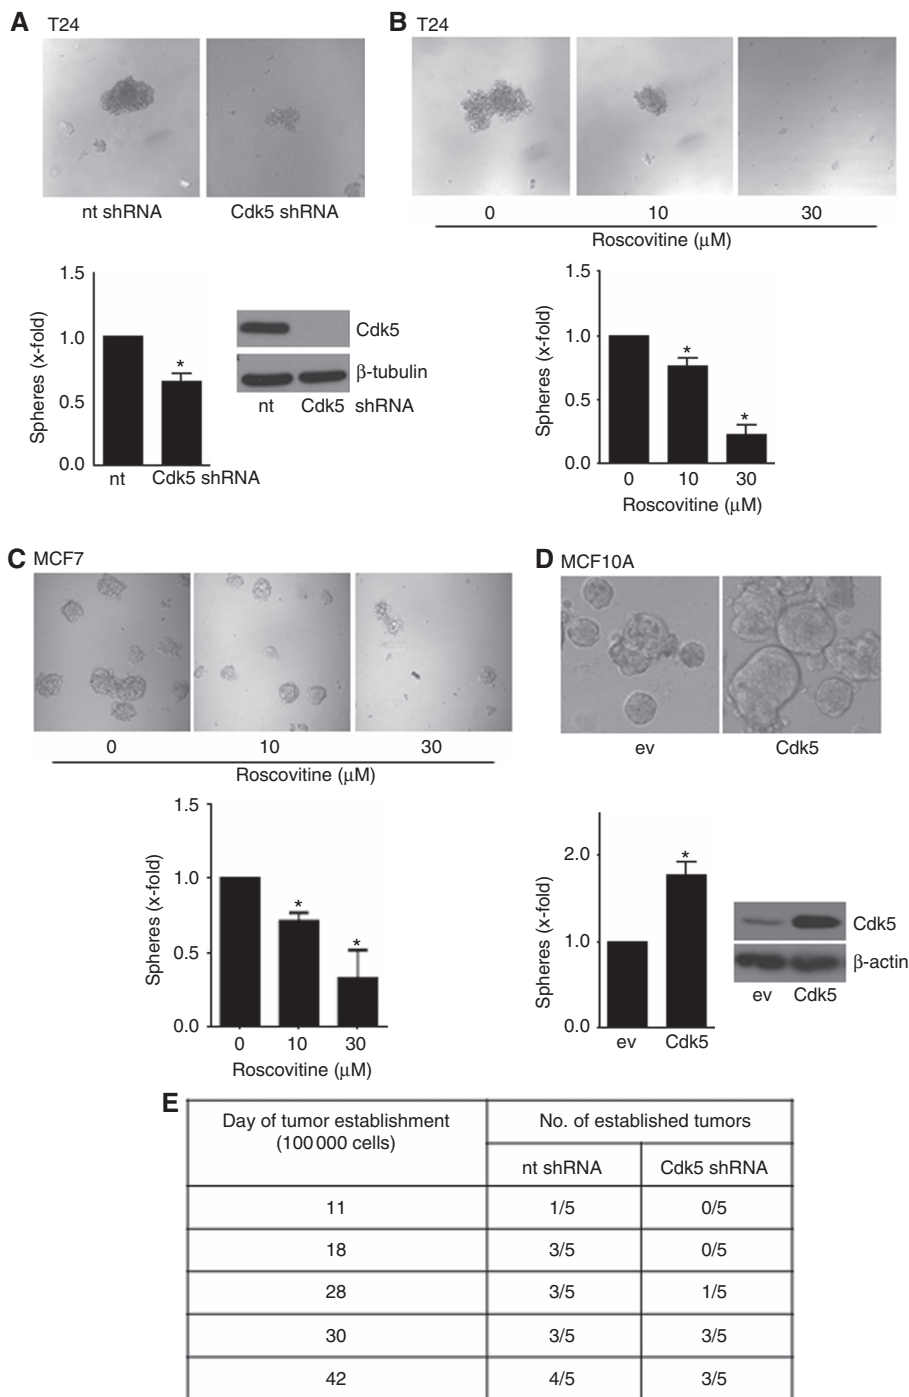 A T24
nt shRNA Cdk5 shRNA
Spheres (x-fold)
1.5
1.0
0.5
0.0
*
nt Cdk5 shRNA
Cdk5
β-tubulin
nt Cdk5 shRNA
B T24
0 10 30
Roscovitine (μM)
Spheres (x-fold)
1.5
1.0
0.5
0.0
*
*
0 10 30
Roscovitine (μM)
C MCF7
0 10 30
Roscovitine (μM)
Spheres (x-fold)
1.5
1.0
0.5
0.0
*
*
0 10 30
Roscovitine (μM)
D MCF10A
ev Cdk5
Spheres (x-fold)
2.0
1.0
0.0
*
ev Cdk5
Cdk5
β-actin
ev Cdk5
E
Day of tumor establishment
(100 000 cells)
No. of established tumors
nt shRNA Cdk5 shRNA
11 1/5 0/5
18 3/5 0/5
28 3/5 1/5
30 3/5 3/5
42 4/5 3/5